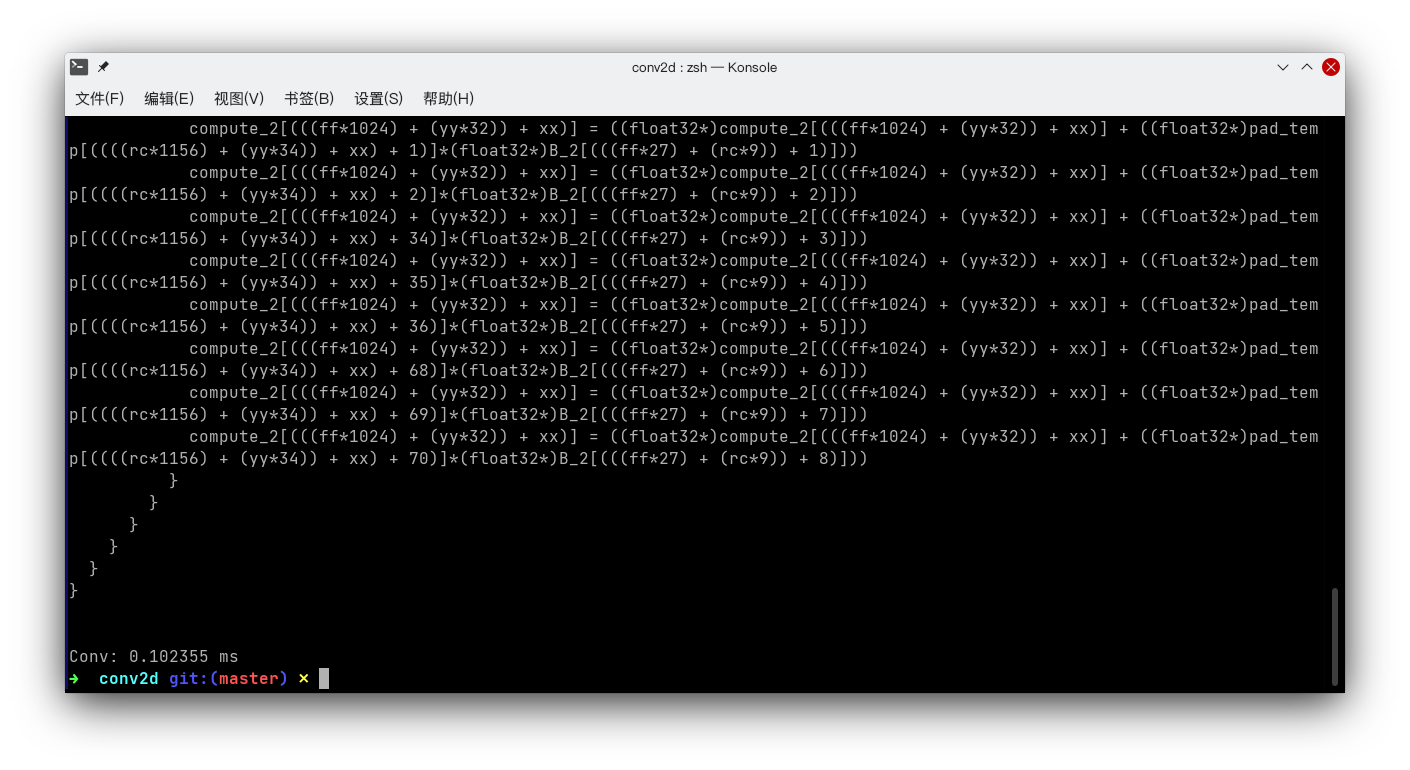 conv2d : zsh — Konsole
文件(F) 编辑(E) 视图(V) 书签(B) 设置(S) 帮助(H)
            compute_2[(((ff*1024) + (yy*32)) + xx)] = ((float32*)compute_2[(((ff*1024) + (yy*32)) + xx)] + ((float32*)pad_tem
p[((((rc*1156) + (yy*34)) + xx) + 1)]*(float32*)B_2[(((ff*27) + (rc*9)) + 1)]))
            compute_2[(((ff*1024) + (yy*32)) + xx)] = ((float32*)compute_2[(((ff*1024) + (yy*32)) + xx)] + ((float32*)pad_tem
p[((((rc*1156) + (yy*34)) + xx) + 2)]*(float32*)B_2[(((ff*27) + (rc*9)) + 2)]))
            compute_2[(((ff*1024) + (yy*32)) + xx)] = ((float32*)compute_2[(((ff*1024) + (yy*32)) + xx)] + ((float32*)pad_tem
p[((((rc*1156) + (yy*34)) + xx) + 34)]*(float32*)B_2[(((ff*27) + (rc*9)) + 3)]))
            compute_2[(((ff*1024) + (yy*32)) + xx)] = ((float32*)compute_2[(((ff*1024) + (yy*32)) + xx)] + ((float32*)pad_tem
p[((((rc*1156) + (yy*34)) + xx) + 35)]*(float32*)B_2[(((ff*27) + (rc*9)) + 4)]))
            compute_2[(((ff*1024) + (yy*32)) + xx)] = ((float32*)compute_2[(((ff*1024) + (yy*32)) + xx)] + ((float32*)pad_tem
p[((((rc*1156) + (yy*34)) + xx) + 36)]*(float32*)B_2[(((ff*27) + (rc*9)) + 5)]))
            compute_2[(((ff*1024) + (yy*32)) + xx)] = ((float32*)compute_2[(((ff*1024) + (yy*32)) + xx)] + ((float32*)pad_tem
p[((((rc*1156) + (yy*34)) + xx) + 68)]*(float32*)B_2[(((ff*27) + (rc*9)) + 6)]))
            compute_2[(((ff*1024) + (yy*32)) + xx)] = ((float32*)compute_2[(((ff*1024) + (yy*32)) + xx)] + ((float32*)pad_tem
p[((((rc*1156) + (yy*34)) + xx) + 69)]*(float32*)B_2[(((ff*27) + (rc*9)) + 7)]))
            compute_2[(((ff*1024) + (yy*32)) + xx)] = ((float32*)compute_2[(((ff*1024) + (yy*32)) + xx)] + ((float32*)pad_tem
p[((((rc*1156) + (yy*34)) + xx) + 70)]*(float32*)B_2[(((ff*27) + (rc*9)) + 8)]))
          }
        }
      }
    }
  }
}
Conv: 0.102355 ms
➜  conv2d git:(master) ×